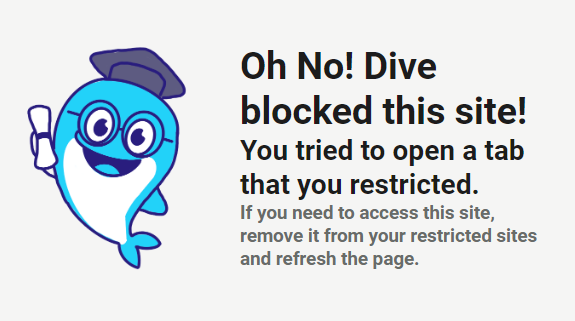 Oh No! Dive
blocked this site!
You tried to open a tab
that you restricted.
If you need to access this site,
remove it from your restricted sites
and refresh the page.